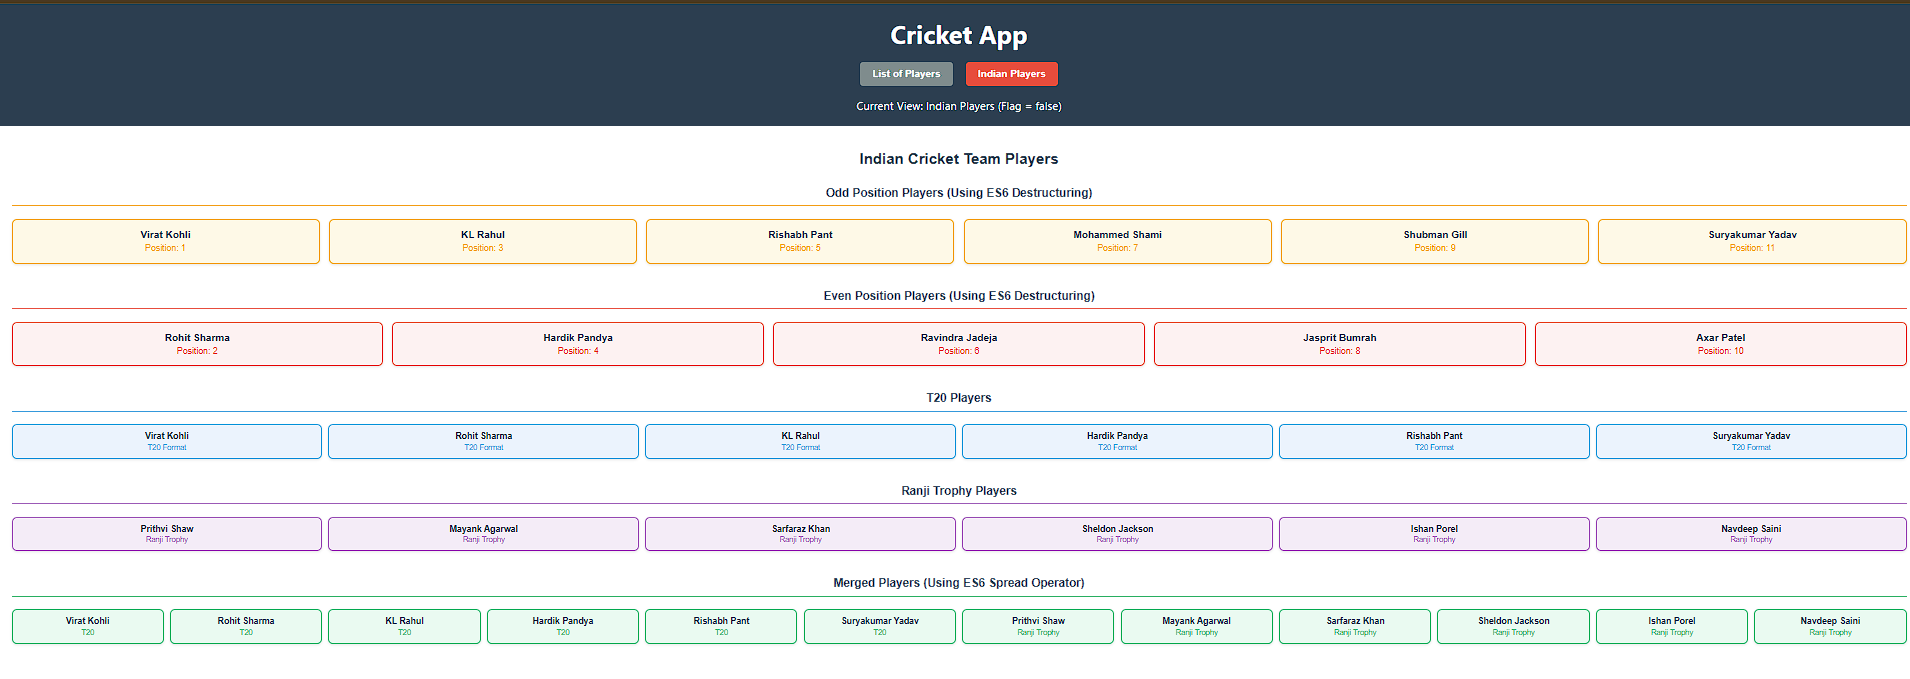 Cricket App
List of Players Indian Players
Current View: Indian Players (Flag = false)
Indian Cricket Team Players
Odd Position Players (Using ES6 Destructuring)
Virat Kohli KL Rahul Rishabh Pant Mohammed Shami Shubman Gill Suryakumar Yadav
Position: 1 Position: 3 Position: 5 Position: 7 Position: 9 Position: 11
Even Position Players (Using ES6 Destructuring)
Rohit Sharma Hardik Pandya Ravindra Jadeja Jasprit Bumrah Axar Patel
Position: 2 Position: 4 Position: 6 Position: 8 Position: 10
T20 Players
Virat Kohli Rohit Sharma KL Rahul Hardik Pandya Rishabh Pant Suryakumar Yadav
T20 Format T20 Format T20 Format T20 Format T20 Format T20 Format
Ranji Trophy Players
Prithvi Shaw Mayank Agarwal Sarfaraz Khan Sheldon Jackson Ishan Porel Navdeep Saini
Ranji Trophy Ranji Trophy Ranji Trophy Ranji Trophy Ranji Trophy Ranji Trophy
Merged Players (Using ES6 Spread Operator)
Virat Kohli Rohit Sharma KL Rahul Hardik Pandya Rishabh Pant Suryakumar Yadav Prithvi Shaw Mayank Agarwal Sarfaraz Khan Sheldon Jackson Ishan Porel Navdeep Saini
T20 T20 T20 T20 T20 T20 Ranji Trophy Ranji Trophy Ranji Trophy Ranji Trophy Ranji Trophy Ranji Trophy